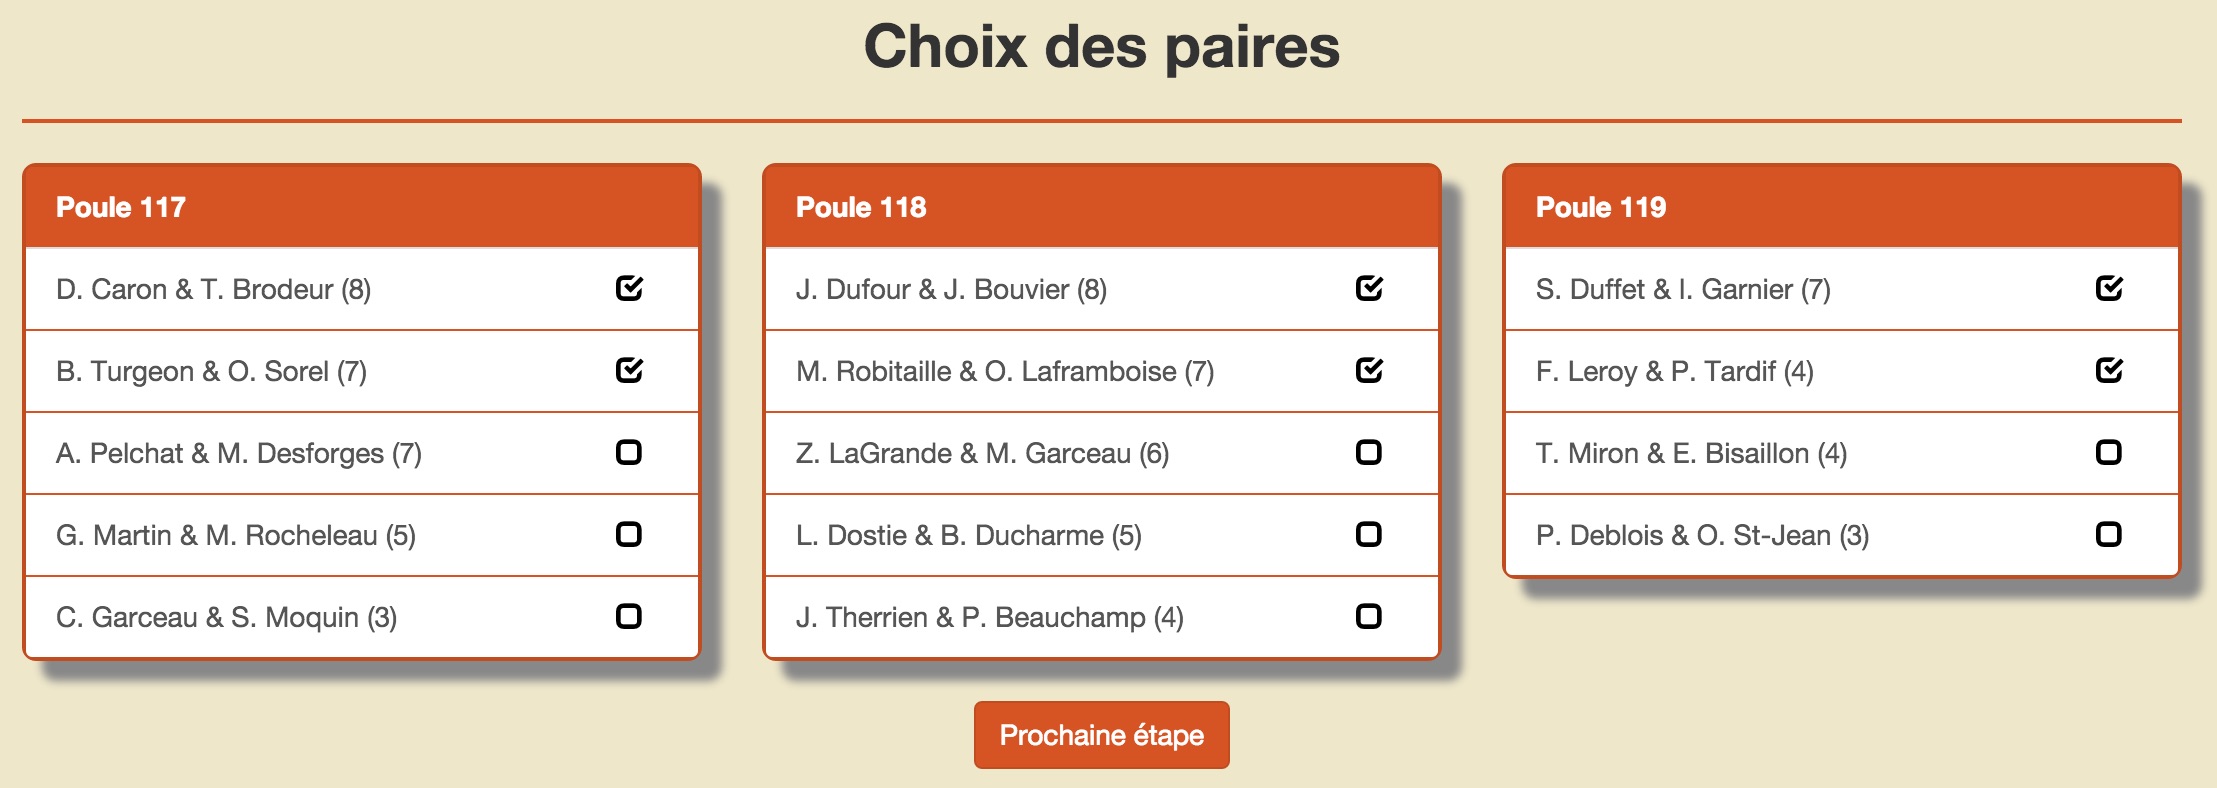 Choix des paires
Poule 117
D. Caron & T. Brodeur (8)
B. Turgeon & O. Sorel (7)
A. Pelchat & M. Desforges (7)
G. Martin & M. Rocheleau (5)
C. Garceau & S. Moquin (3)
Poule 118
J. Dufour & J. Bouvier (8)
M. Robitaille & O. Laframboise (7)
Z. LaGrande & M. Garceau (6)
L. Dostie & B. Ducharme (5)
J. Therrien & P. Beauchamp (4)
Poule 119
S. Duffet & I. Garnier (7)
F. Leroy & P. Tardif (4)
T. Miron & E. Bisaillon (4)
P. Deblois & O. St-Jean (3)
Prochaine étape